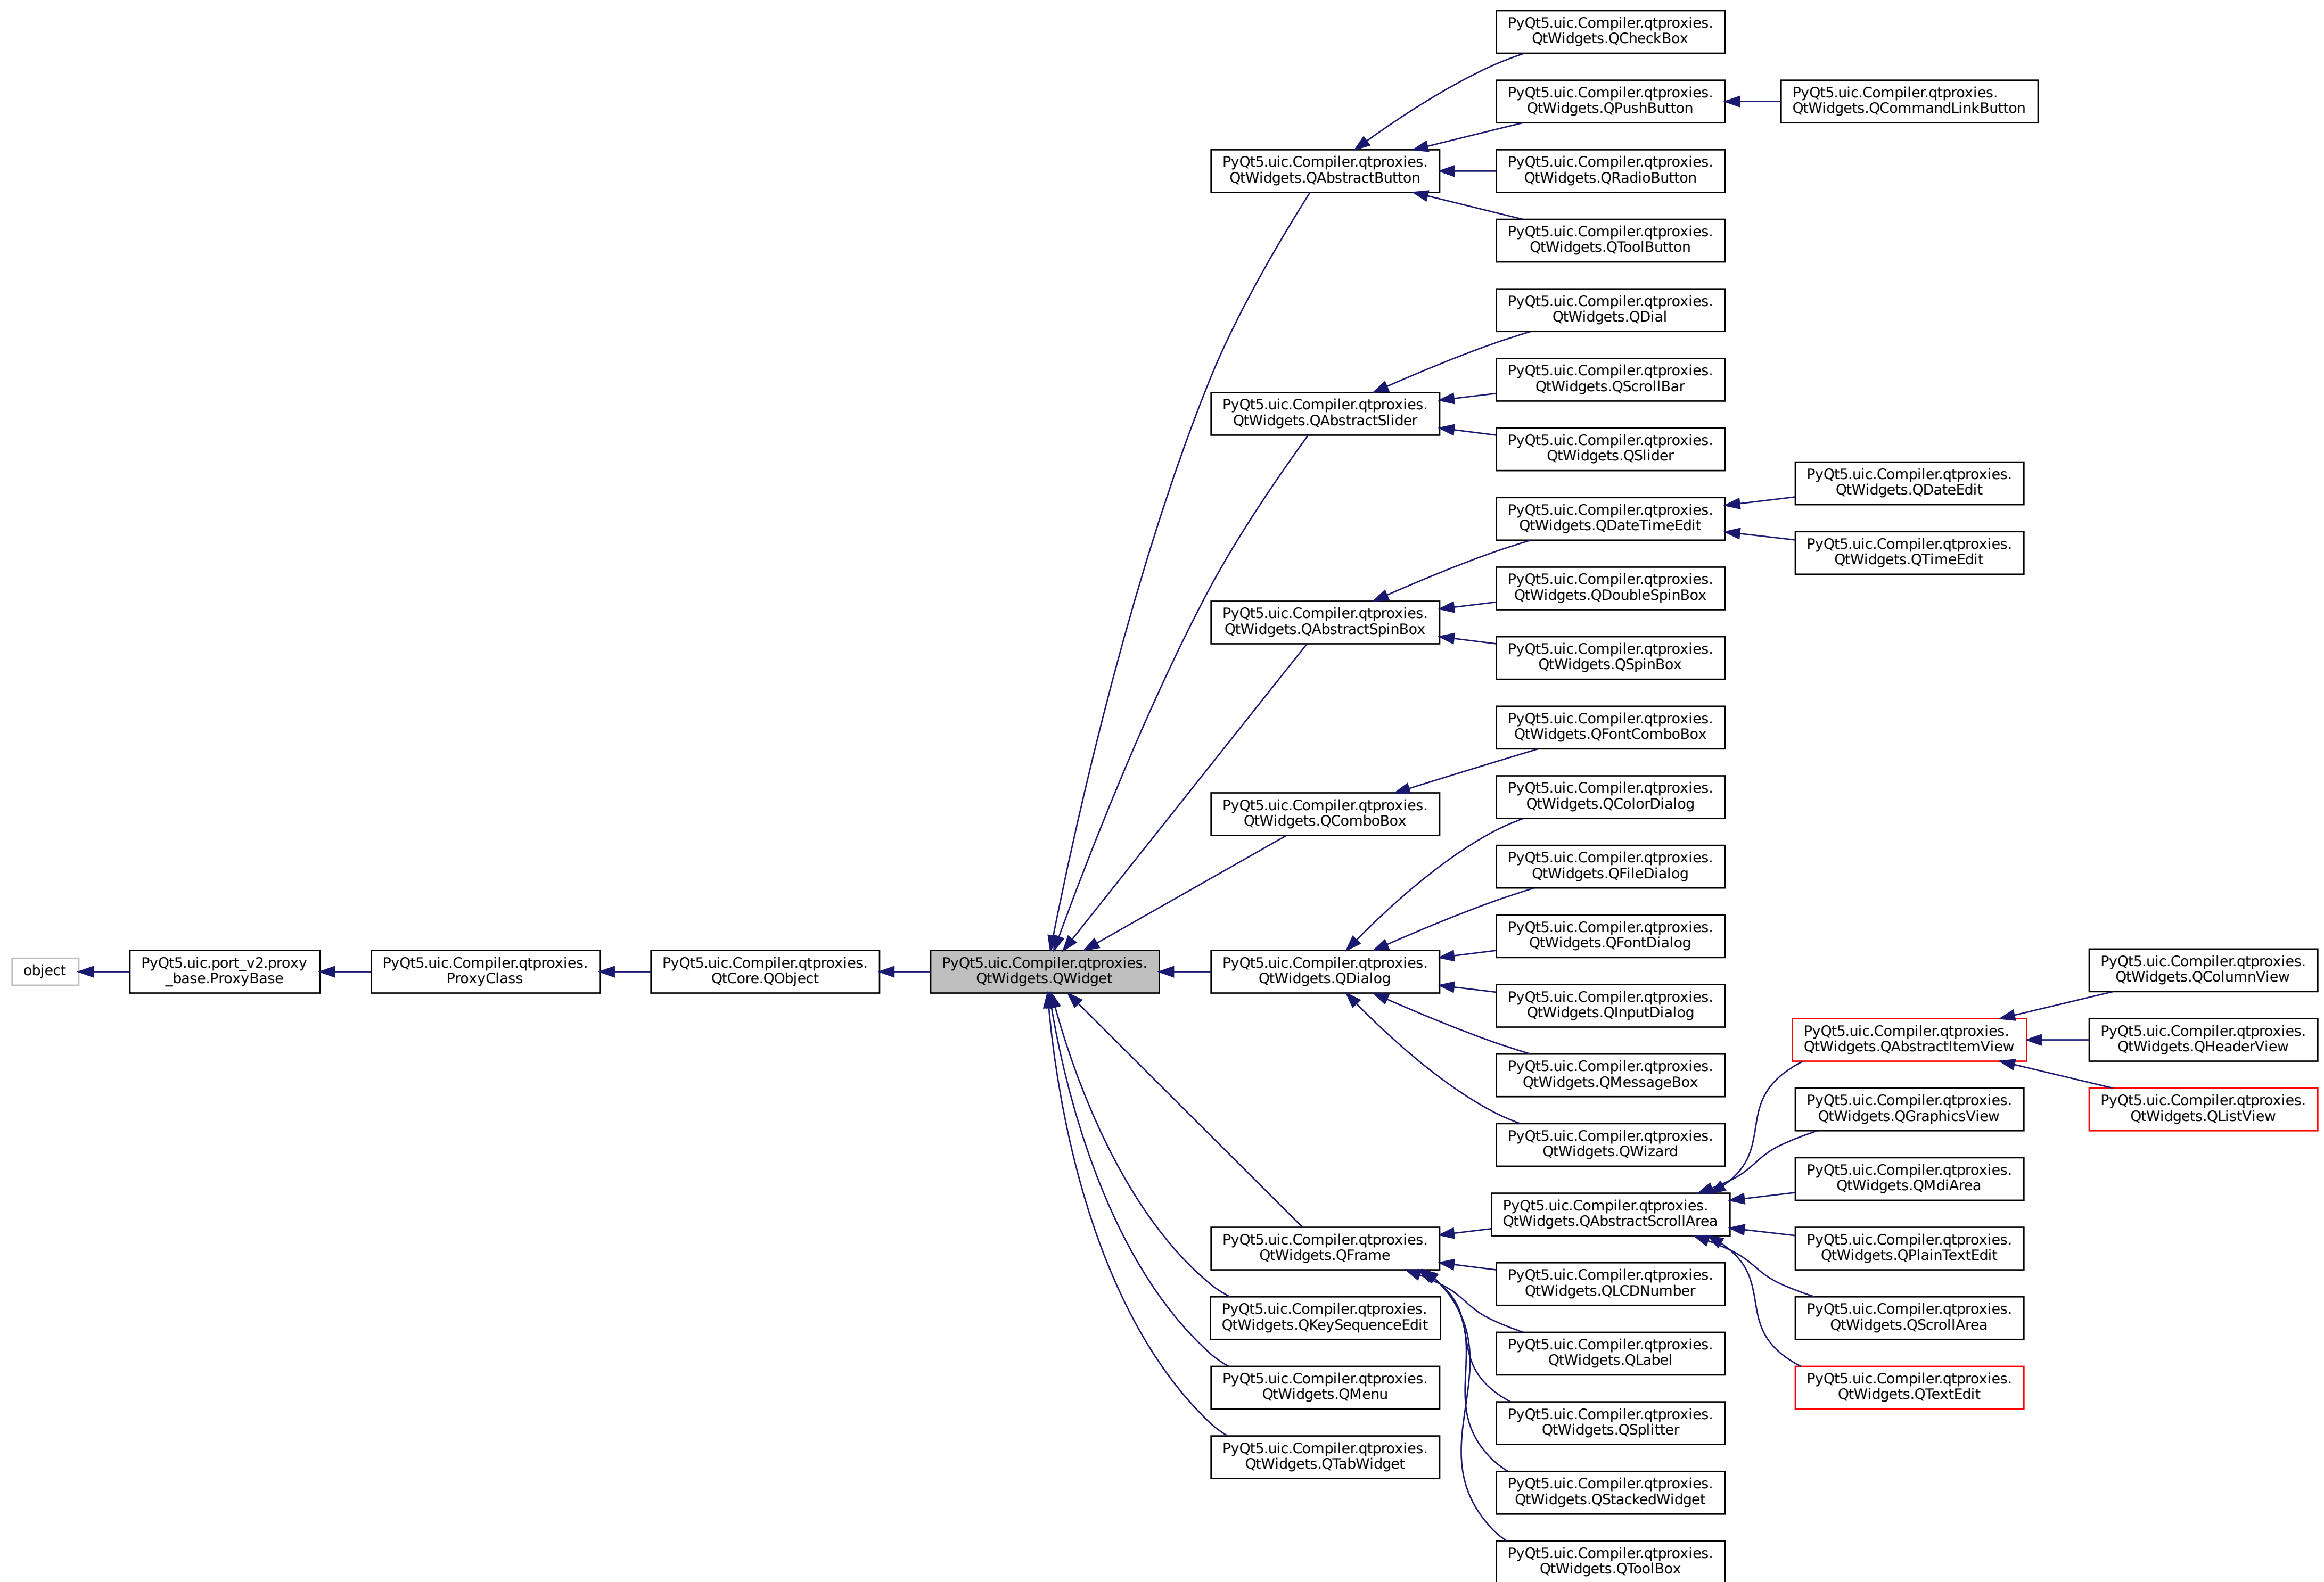 PyQt5.uic.Compiler.qtproxies.
QtWidgets.QCheckBox
PyQt5.uic.Compiler.qtproxies.
QtWidgets.QPushButton
PyQt5.uic.Compiler.qtproxies.
QtWidgets.QCommandLinkButton
PyQt5.uic.Compiler.qtproxies.
QtWidgets.QAbstractButton
PyQt5.uic.Compiler.qtproxies.
QtWidgets.QRadioButton
PyQt5.uic.Compiler.qtproxies.
QtWidgets.QToolButton
PyQt5.uic.Compiler.qtproxies.
QtWidgets.QDial
PyQt5.uic.Compiler.qtproxies.
QtWidgets.QScrollBar
PyQt5.uic.Compiler.qtproxies.
QtWidgets.QAbstractSlider
PyQt5.uic.Compiler.qtproxies.
QtWidgets.QSlider
PyQt5.uic.Compiler.qtproxies.
QtWidgets.QDateEdit
PyQt5.uic.Compiler.qtproxies.
QtWidgets.QDateTimeEdit
PyQt5.uic.Compiler.qtproxies.
QtWidgets.QTimeEdit
PyQt5.uic.Compiler.qtproxies.
QtWidgets.QDoubleSpinBox
PyQt5.uic.Compiler.qtproxies.
QtWidgets.QAbstractSpinBox
PyQt5.uic.Compiler.qtproxies.
QtWidgets.QSpinBox
PyQt5.uic.Compiler.qtproxies.
QtWidgets.QFontComboBox
PyQt5.uic.Compiler.qtproxies.
QtWidgets.QComboBox
PyQt5.uic.Compiler.qtproxies.
QtWidgets.QColorDialog
PyQt5.uic.Compiler.qtproxies.
QtWidgets.QFileDialog
PyQt5.uic.Compiler.qtproxies.
QtWidgets.QFontDialog
object
PyQt5.uic.port_v2.proxy
_base.ProxyBase
PyQt5.uic.Compiler.qtproxies.
ProxyClass
PyQt5.uic.Compiler.qtproxies.
QtCore.QObject
PyQt5.uic.Compiler.qtproxies.
QtWidgets.QWidget
PyQt5.uic.Compiler.qtproxies.
QtWidgets.QDialog
PyQt5.uic.Compiler.qtproxies.
QtWidgets.QInputDialog
PyQt5.uic.Compiler.qtproxies.
QtWidgets.QMessageBox
PyQt5.uic.Compiler.qtproxies.
QtWidgets.QWizard
PyQt5.uic.Compiler.qtproxies.
QtWidgets.QColumnView
PyQt5.uic.Compiler.qtproxies.
QtWidgets.QAbstractItemView
PyQt5.uic.Compiler.qtproxies.
QtWidgets.QHeaderView
PyQt5.uic.Compiler.qtproxies.
QtWidgets.QListView
PyQt5.uic.Compiler.qtproxies.
QtWidgets.QGraphicsView
PyQt5.uic.Compiler.qtproxies.
QtWidgets.QMdiArea
PyQt5.uic.Compiler.qtproxies.
QtWidgets.QAbstractScrollArea
PyQt5.uic.Compiler.qtproxies.
QtWidgets.QPlainTextEdit
PyQt5.uic.Compiler.qtproxies.
QtWidgets.QScrollArea
PyQt5.uic.Compiler.qtproxies.
QtWidgets.QTextEdit
PyQt5.uic.Compiler.qtproxies.
QtWidgets.QFrame
PyQt5.uic.Compiler.qtproxies.
QtWidgets.QLCDNumber
PyQt5.uic.Compiler.qtproxies.
QtWidgets.QKeySequenceEdit
PyQt5.uic.Compiler.qtproxies.
QtWidgets.QLabel
PyQt5.uic.Compiler.qtproxies.
QtWidgets.QMenu
PyQt5.uic.Compiler.qtproxies.
QtWidgets.QSplitter
PyQt5.uic.Compiler.qtproxies.
QtWidgets.QTabWidget
PyQt5.uic.Compiler.qtproxies.
QtWidgets.QStackedWidget
PyQt5.uic.Compiler.qtproxies.
QtWidgets.QToolBox